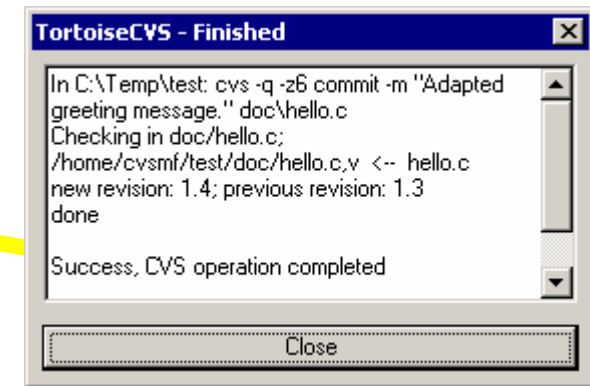 TortoiseCVS - Finished
In C:\Temp\test: cvs -q -z6 commit -m "Adapted
greeting message." doc\hello.c
Checking in doc/hello.c;
/home/cvsmf/test/doc/hello.c,v <-- hello.c
new revision: 1.4; previous revision: 1.3
done
Success, CVS operation completed
Close